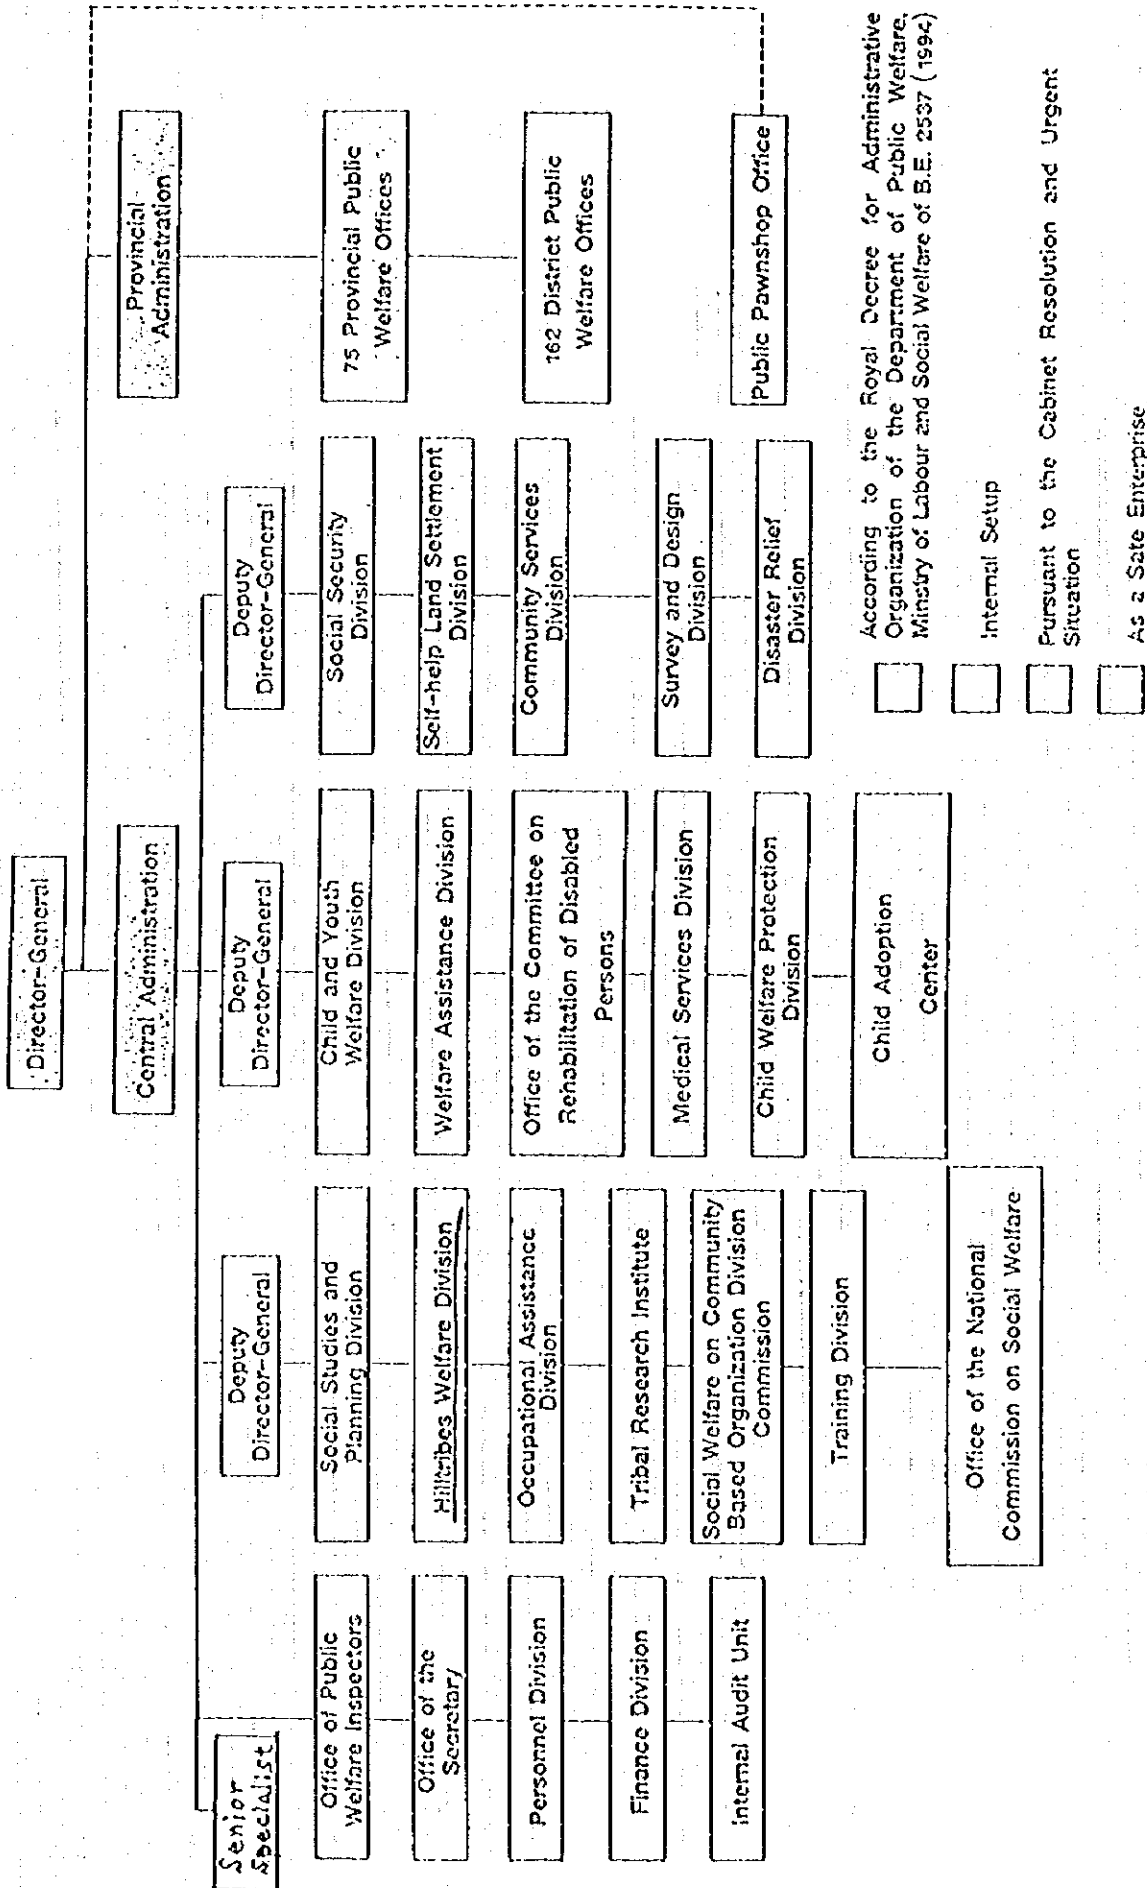 Director-General
Central Administration
Provincial
Administration
Senior
Specialist
Deputy
Director-General
Deputy
Director-General
Deputy
Director-General
Office of Public
Welfare Inspectors
Office of the
Secretary
Personnel Division
Finance Division
Internal Audit Unit
Social Studies and
Planning Division
Hilltribes Welfare Division
Occupational Assistance
Division
Tribal Research Institute
Social Welfare on Community
Based Organization Division
Commission
Training Division
Office of the National
Commission on Social Welfare
Child and Youth
Welfare Division
Welfare Assistance Division
Office of the Committee on
Rehabilitation of Disabled
Persons
Medical Services Division
Child Welfare Protection
Division
Child Adoption
Center
Social Security
Division
Self-help Land Settlement
Division
Community Services
Division
Survey and Design
Division
Disaster Relief
Division
75 Provincial Public
Welfare Offices
162 District Public
Welfare Offices
Public Pawnshop Office
According to the Royal Decree for Administrative
Organization of the Department of Public Welfare,
Minstry of Labour and Social Welfare of B.E. 2537 (1994)
Internal Setup
Pursuant to the Cabinet Resolution and Urgent
Situation
As a Sate Enterprise